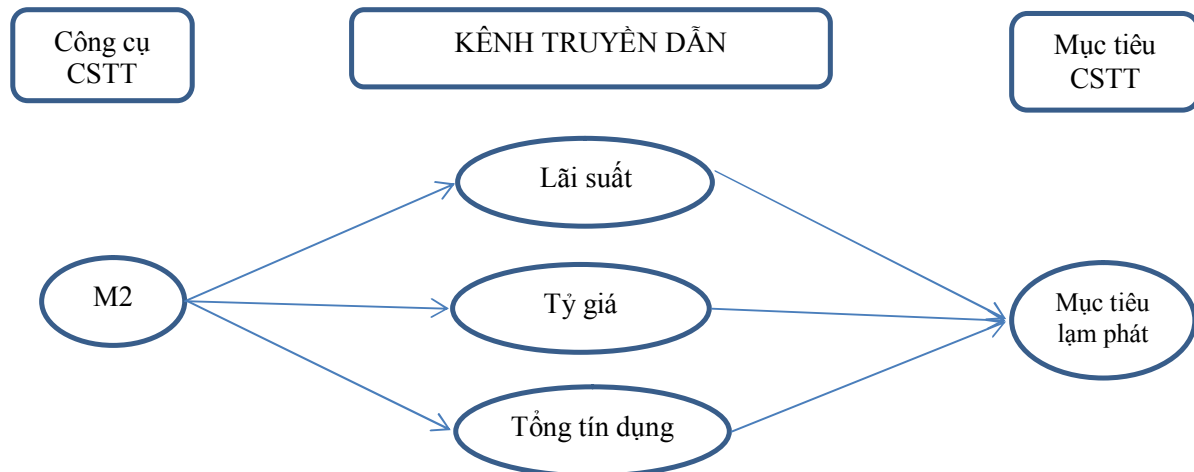 Công cụ
CSTT
KÊNH TRUYỀN DẪN
Mục tiêu
CSTT
Lãi suất
M2
Tỷ giá
Mục tiêu
lạm phát
Tổng tín dụng